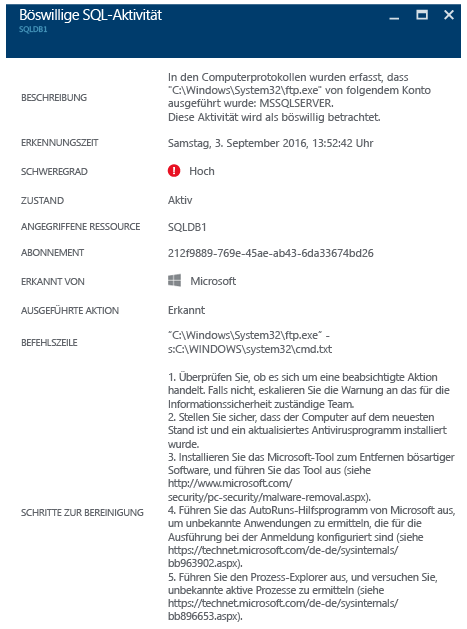 Böswillige SQL-Aktivität
SQLDB1
BESCHREIBUNG
In den Computerprotokollen wurden erfasst, dass
"C:\Windows\System32\ftp.exe" von folgendem Konto
ausgeführt wurde: MSSQLSERVER.
Diese Aktivität wird als böswillig betrachtet.
ERKENNUNGSZEIT
Samstag, 3. September 2016, 13:52:42 Uhr
SCHWEREGRAD
Hoch
ZUSTAND
Aktiv
ANGEGRIFFENE RESSOURCE
SQLDB1
ABONNEMENT
212f9889-769e-45ae-ab43-6da33674bd26
ERKANNT VON
Microsoft
AUSGEFÜHRTE AKTION
Erkannt
BEFEHLSZEILE
"C:\Windows\System32\ftp.exe" -
s:C:\WINDOWS\system32\cmd.txt
SCHRITTE ZUR BEREINIGUNG
1. Überprüfen Sie, ob es sich um eine beabsichtigte Aktion
handelt. Falls nicht, eskalieren Sie die Warnung an das für die
Informationssicherheit zuständige Team.
2. Stellen Sie sicher, dass der Computer auf dem neuesten
Stand ist und ein aktualisiertes Antivirusprogramm installiert
wurde.
3. Installieren Sie das Microsoft-Tool zum Entfernen bösartiger
Software, und führen Sie das Tool aus (siehe
http://www.microsoft.com/
security/pc-security/malware-removal.aspx).
4. Führen Sie das AutoRuns-Hilfsprogramm von Microsoft aus,
um unbekannte Anwendungen zu ermitteln, die für die
Ausführung bei der Anmeldung konfiguriert sind (siehe
https://technet.microsoft.com/de-de/sysinternals/
bb963902.aspx).
5. Führen Sie den Prozess-Explorer aus, und versuchen Sie,
unbekannte aktive Prozesse zu ermitteln (siehe
https://technet.microsoft.com/de-de/sysinternals/
bb896653.aspx).